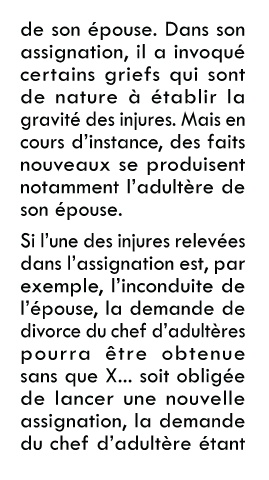 de son épouse. Dans son
assignation, il a invoqué
certains griefs qui sont
de nature à établir la
gravité des injures. Mais en
cours d'instance, des faits
nouveaux se produisent
notamment l'adultère de
son épouse.
Si l'une des injures relevées
dans l'assignation est, par
exemple, l'inconduite de
l'épouse, la demande de
divorce du chef d'adultères
pourra être obtenue
sans que X... soit obligée
de lancer une nouvelle
assignation, la demande
du chef d'adultère étant